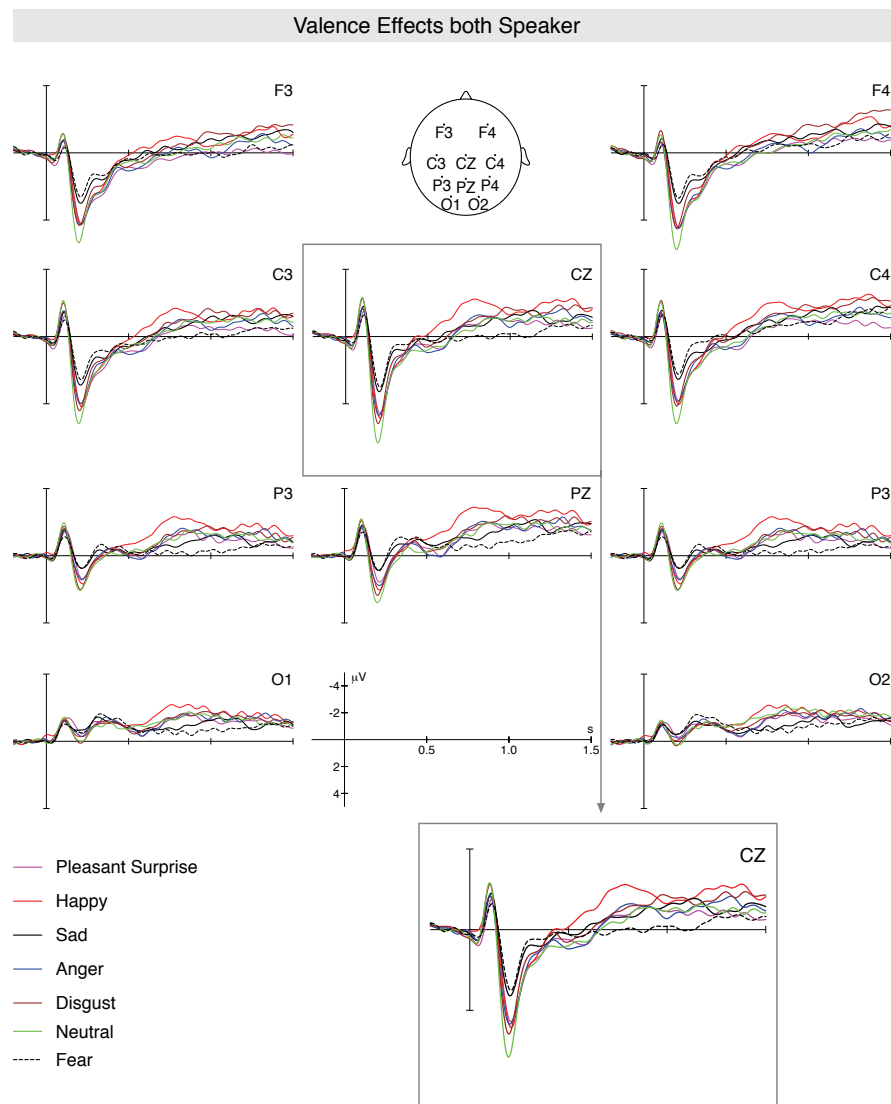 Valence Effects both Speaker
F3
F3 F4
C3 CZ C4
P3 PZ P4
O1 O2
F4
C3
CZ
C4
P3
PZ
P3
O1
µV
-4
-2
2
4
0.5 1.0 1.5
s
O2
CZ
Pleasant Surprise
Happy
Sad
Anger
Disgust
Neutral
Fear